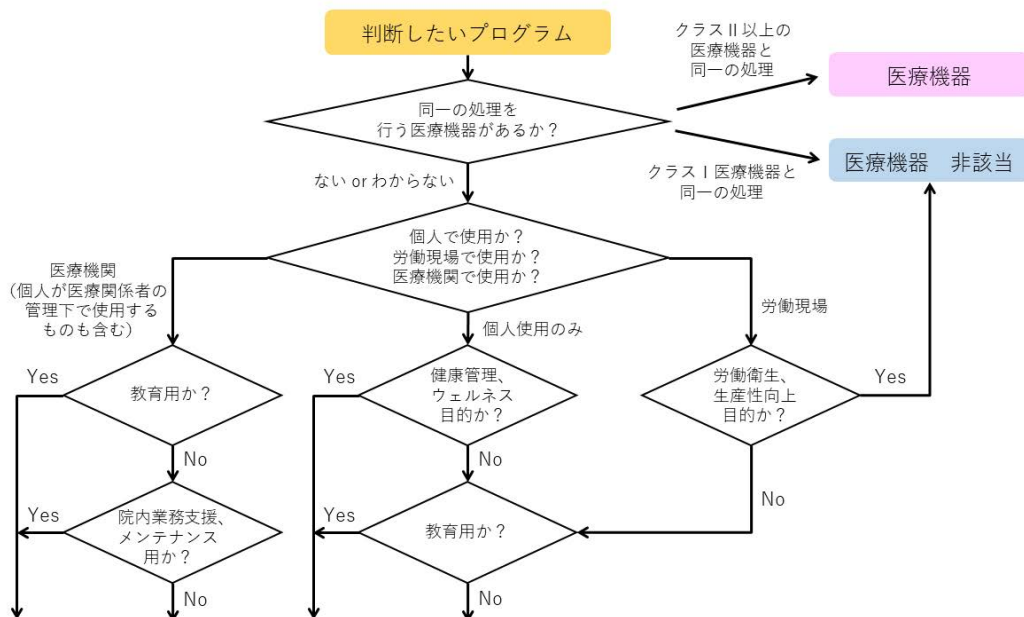 判断したいプログラム
クラスⅡ以上の
医療機器と
同一の処理
医療機器
同一の処理を
行う医療機器があるか？
医療機器　非該当
クラスⅠ医療機器と
同一の処理
ない or わからない
個人で使用か？
労働現場で使用か？
医療機関で使用か？
医療機関
（個人が医療関係者の
管理下で使用する
ものも含む）
個人使用のみ
労働現場
Yes
教育用か？
Yes
健康管理、
ウェルネス
目的か？
労働衛生、
生産性向上
目的か？
Yes
No
No
No
Yes
院内業務支援、
メンテナンス
用か？
Yes
教育用か？
No
No